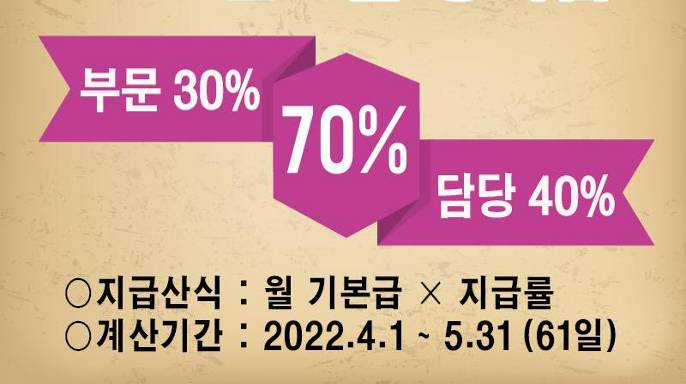 부문 30%
70%
담당 40%
○지급산식 : 월 기본급 × 지급률
○계산기간 : 2022.4.1 ~ 5.31 (61일)